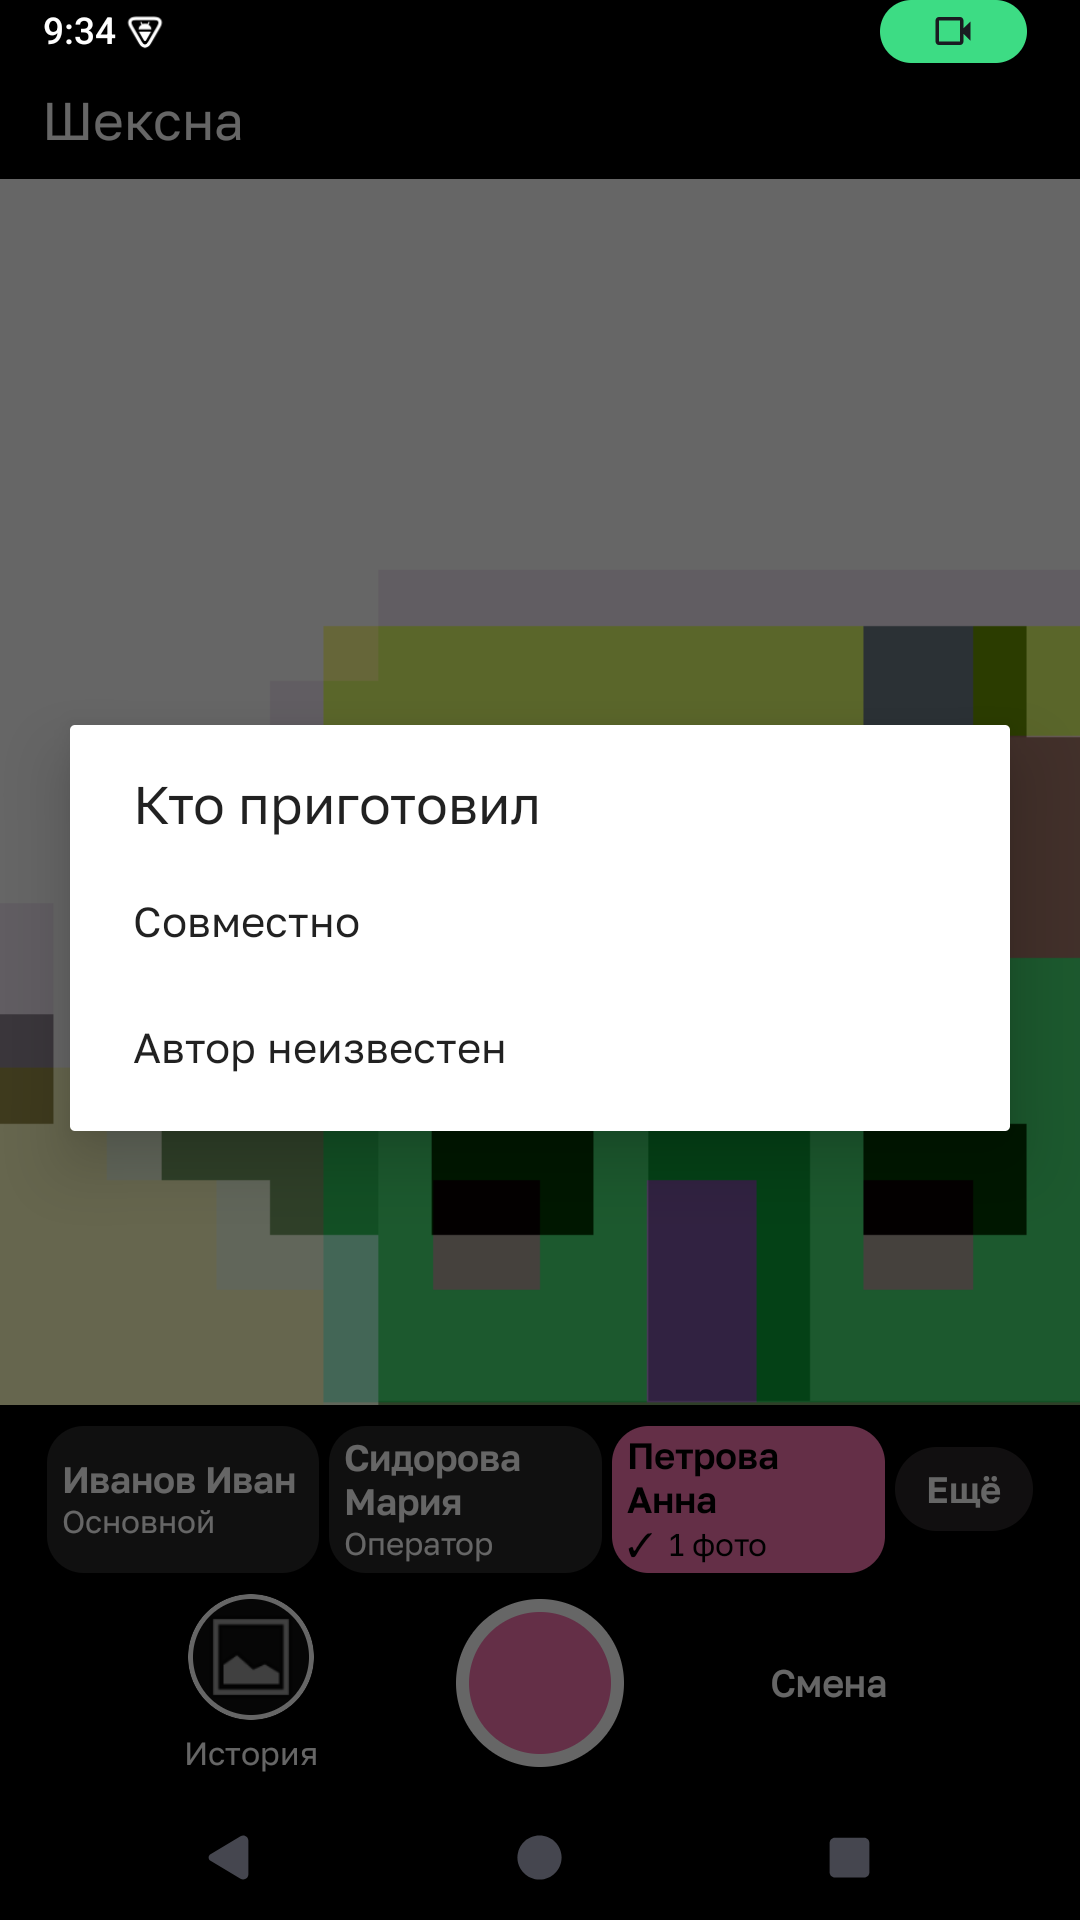 9:34
Шексна
Кто приготовил
Совместно
Автор неизвестен
Иванов Иван
Основной
Сидорова
Мария
Оператор
Петрова
Анна
✓ 1 фото
Ещё
История
Смена